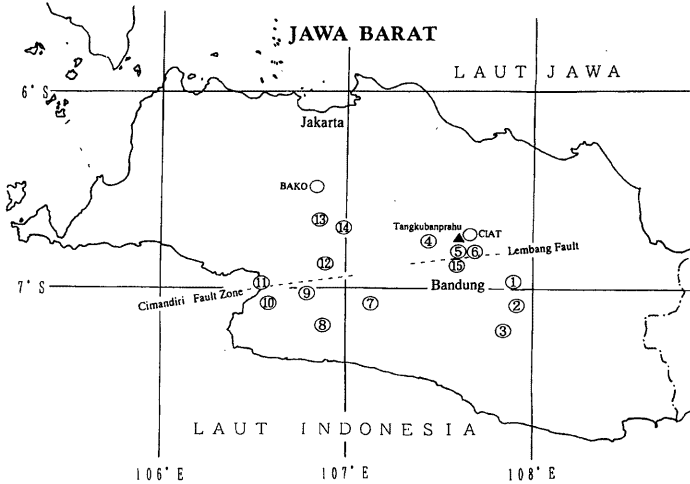 JAWA BARAT
LAUT JAWA
6° S
Jakarta
BAKO
⑬
⑭
Tangkubanprahu
CIAT
④
⑤
⑥
Lembang Fault
⑫
⑮
7° S
⑪
Bandung
①
Cimandiri Fault Zone
⑩
⑨
⑦
②
⑧
③
LAUT INDONESIA
106° E
107° E
108° E